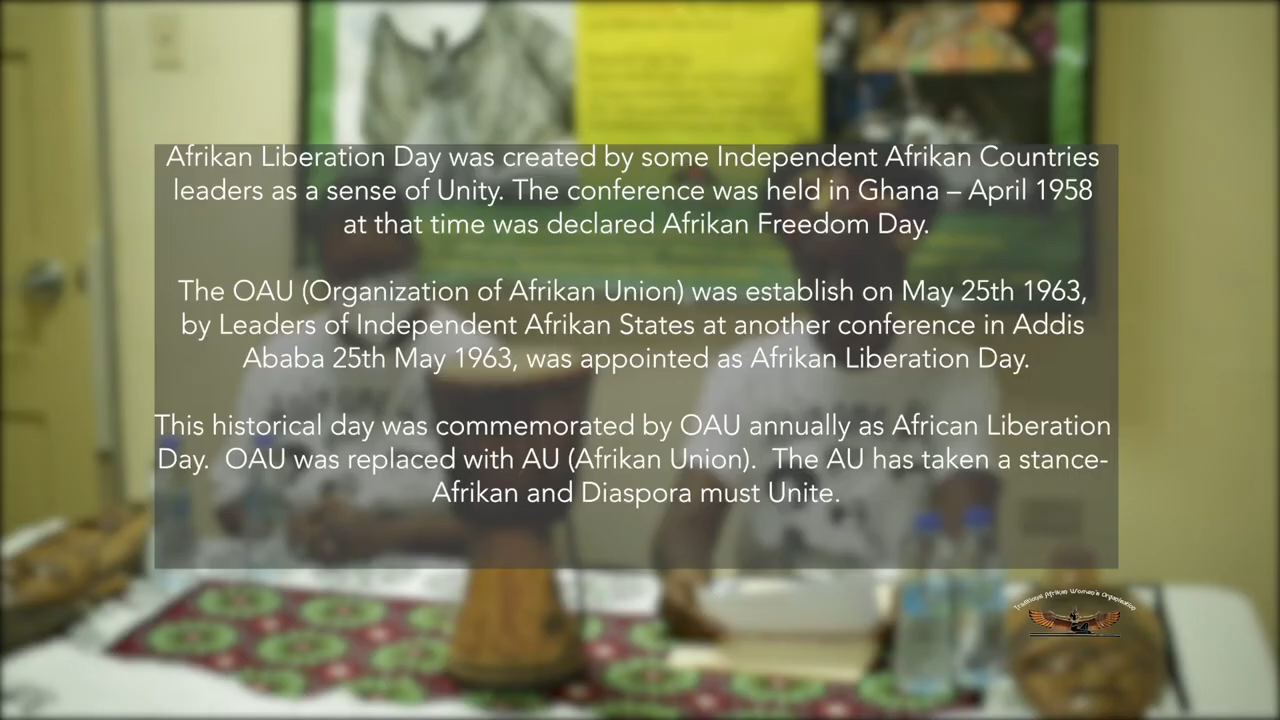 Afrikan Liberation Day was created by some Independent Afrikan Countries
leaders as a sense of Unity. The conference was held in Ghana – April 1958
at that time was declared Afrikan Freedom Day.
The OAU (Organization of Afrikan Union) was establish on May 25th 1963,
by Leaders of Independent Afrikan States at another conference in Addis
Ababa 25th May 1963, was appointed as Afrikan Liberation Day.
This historical day was commemorated by OAU annually as African Liberation
Day.  OAU was replaced with AU (Afrikan Union).  The AU has taken a stance-
Afrikan and Diaspora must Unite.
Traditional Afrikan Women's Organisation